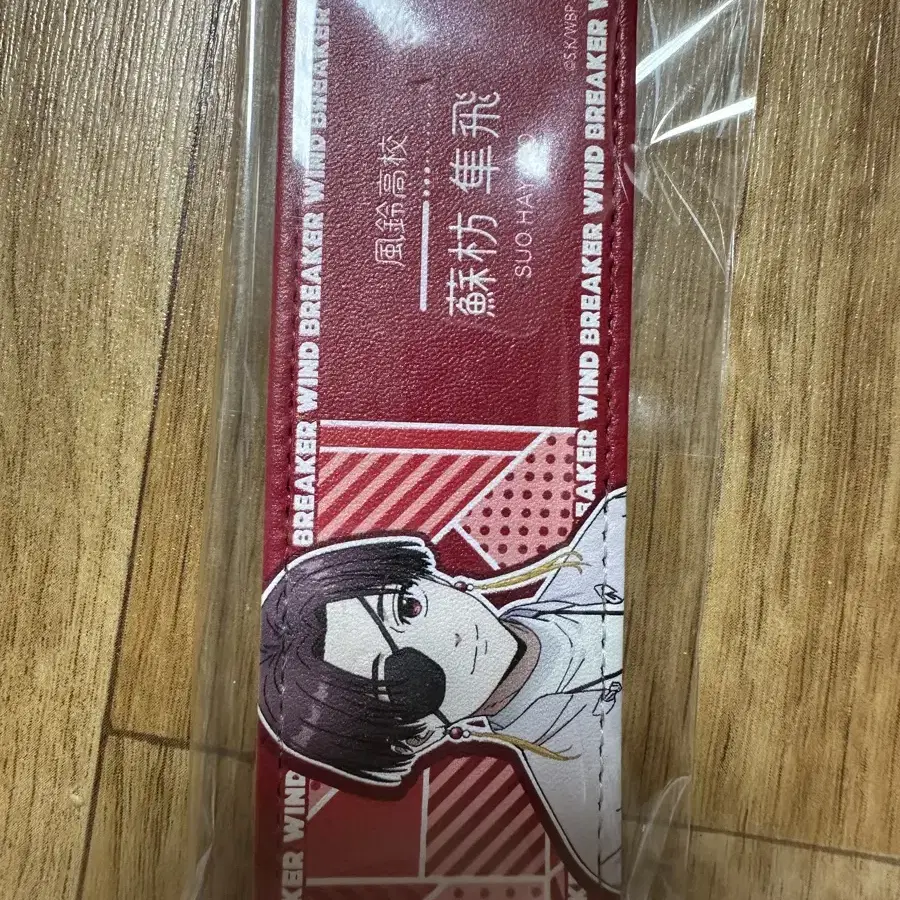 WIND BREAKER WIND BREAKER WIND BREAKER
風鈴高校
蘇枋 隼飛
SUO HAY
WIND BREAKER WIND BREAKER W